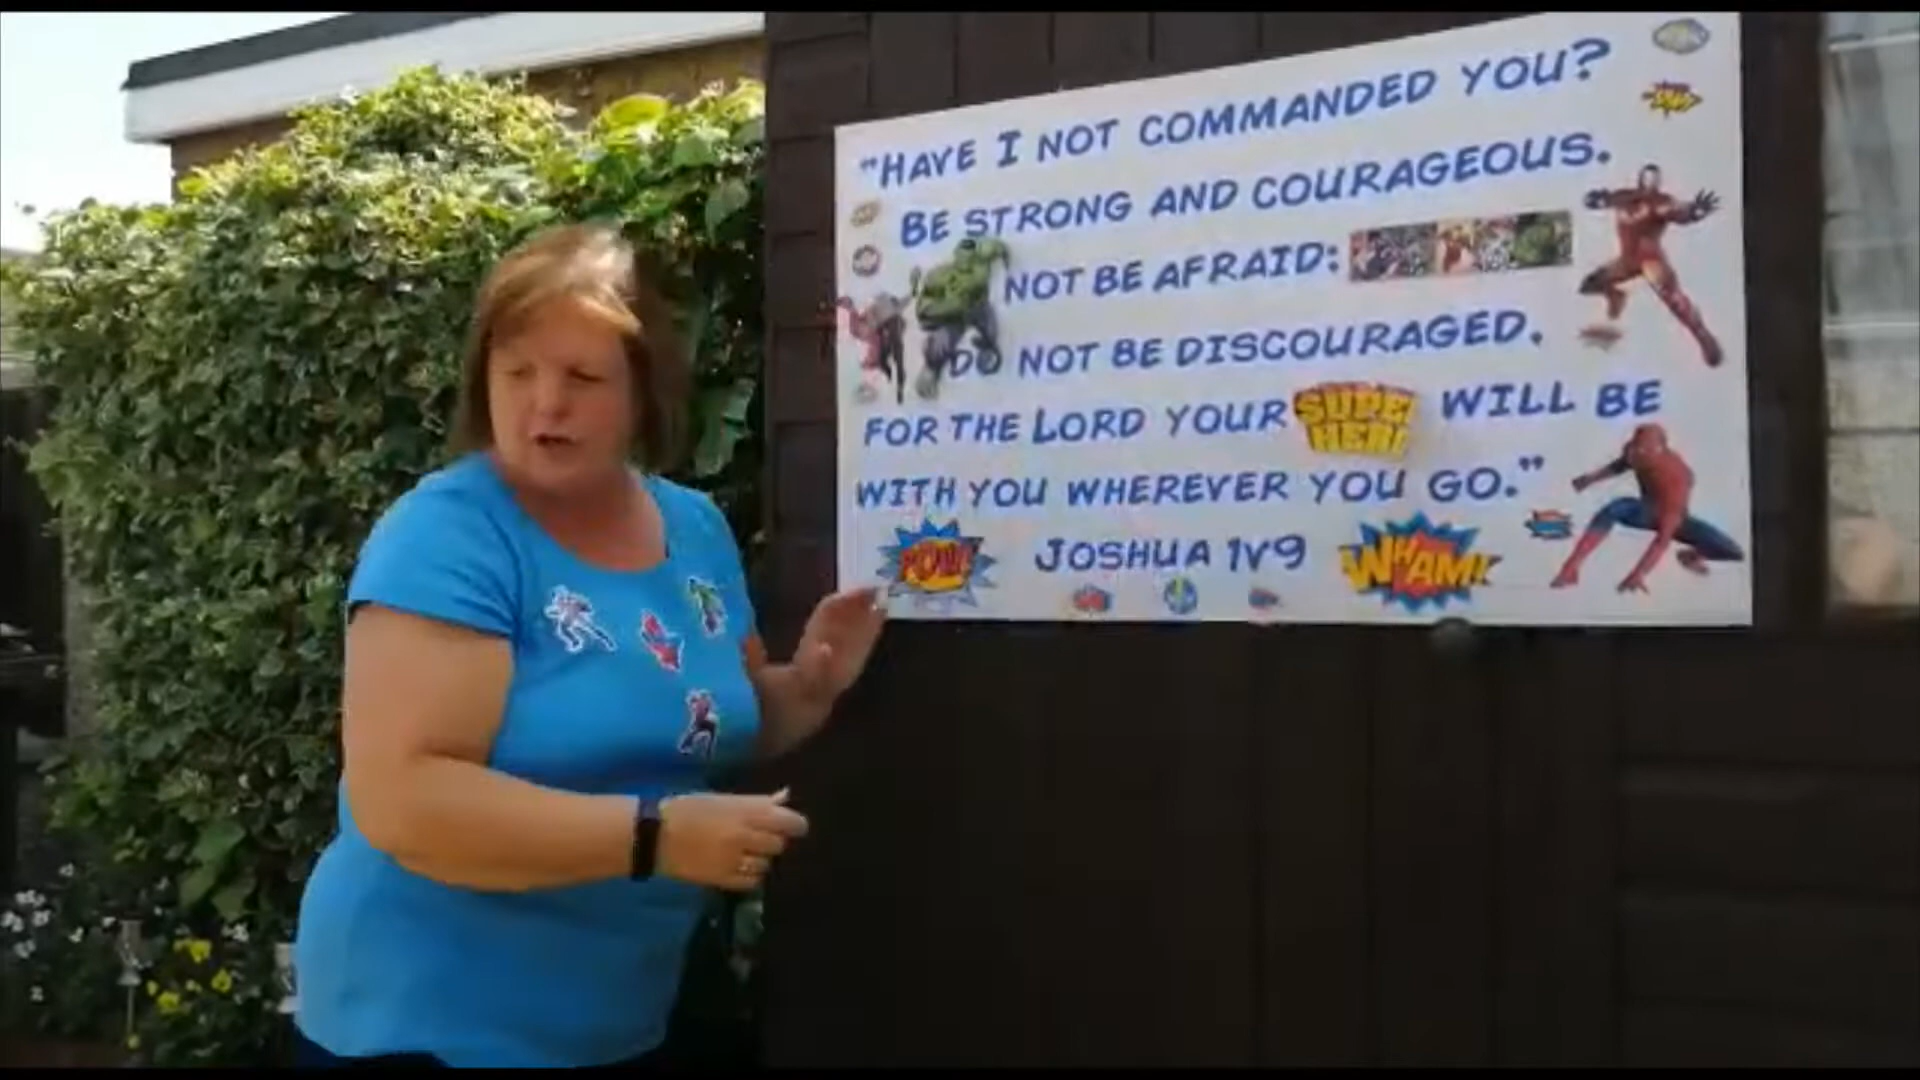 "HAVE I NOT COMMANDED YOU?
BE STRONG AND COURAGEOUS.
NOT BE AFRAID:
DO NOT BE DISCOURAGED.
FOR THE LORD YOUR SUPER HERO WILL BE
WITH YOU WHEREVER YOU GO."
POW!
JOSHUA 1V9
WHAM!